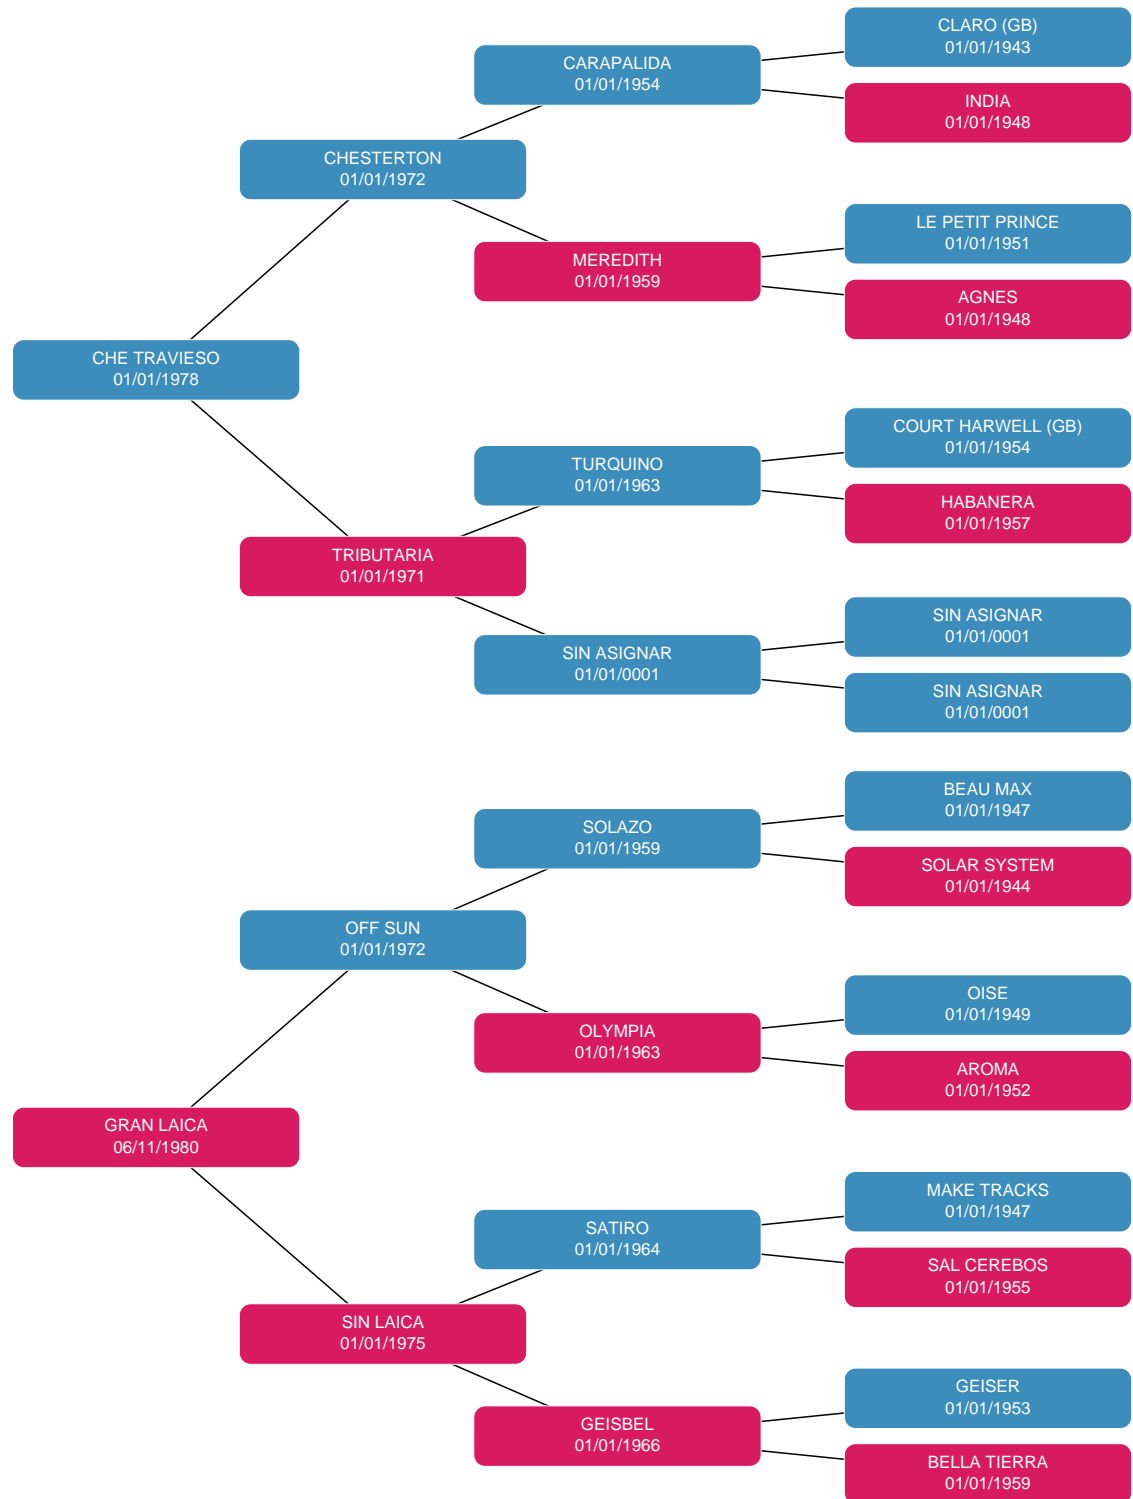 CLARO (GB)
01/01/1943
CARAPALIDA
01/01/1954
INDIA
01/01/1948
CHESTERTON
01/01/1972
LE PETIT PRINCE
01/01/1951
MEREDITH
01/01/1959
AGNES
01/01/1948
CHE TRAVIESO
01/01/1978
COURT HARWELL (GB)
01/01/1954
TURQUINO
01/01/1963
HABANERA
01/01/1957
TRIBUTARIA
01/01/1971
SIN ASIGNAR
01/01/0001
SIN ASIGNAR
01/01/0001
SIN ASIGNAR
01/01/0001
BEAU MAX
01/01/1947
SOLAZO
01/01/1959
SOLAR SYSTEM
01/01/1944
OFF SUN
01/01/1972
OISE
01/01/1949
OLYMPIA
01/01/1963
AROMA
01/01/1952
GRAN LAICA
06/11/1980
MAKE TRACKS
01/01/1947
SATIRO
01/01/1964
SAL CEREBOS
01/01/1955
SIN LAICA
01/01/1975
GEISER
01/01/1953
GEISBEL
01/01/1966
BELLA TIERRA
01/01/1959